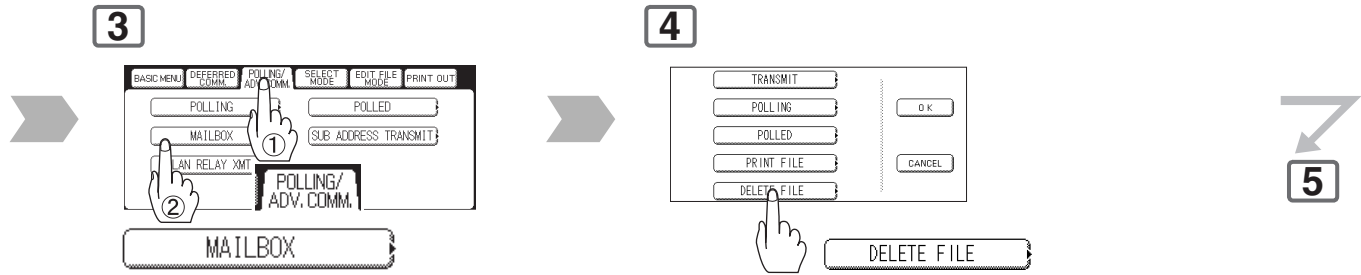 3
BASIC MENU DEFERRED COMM. POLLING/ ADV. COMM. SELECT MODE EDIT FILE MODE PRINT OUT
POLLING POLLED
MAILBOX SUB ADDRESS TRANSMIT
LAN RELAY XMT
①
②
POLLING/
ADV. COMM.
MAILBOX
4
TRANSMIT
POLLING OK
POLLED
PRINT FILE CANCEL
DELETE FILE
DELETE FILE
5